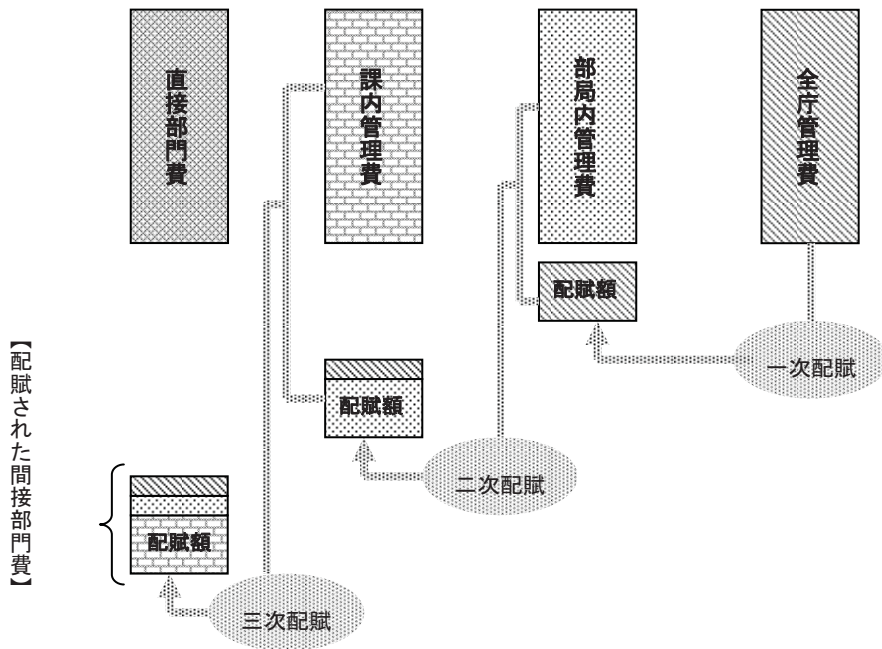 直接部門費
課内管理費
部局内管理費
全庁管理費
配賦額
一次配賦
配賦額
二次配賦
【配賦された間接部門費】
配賦額
三次配賦